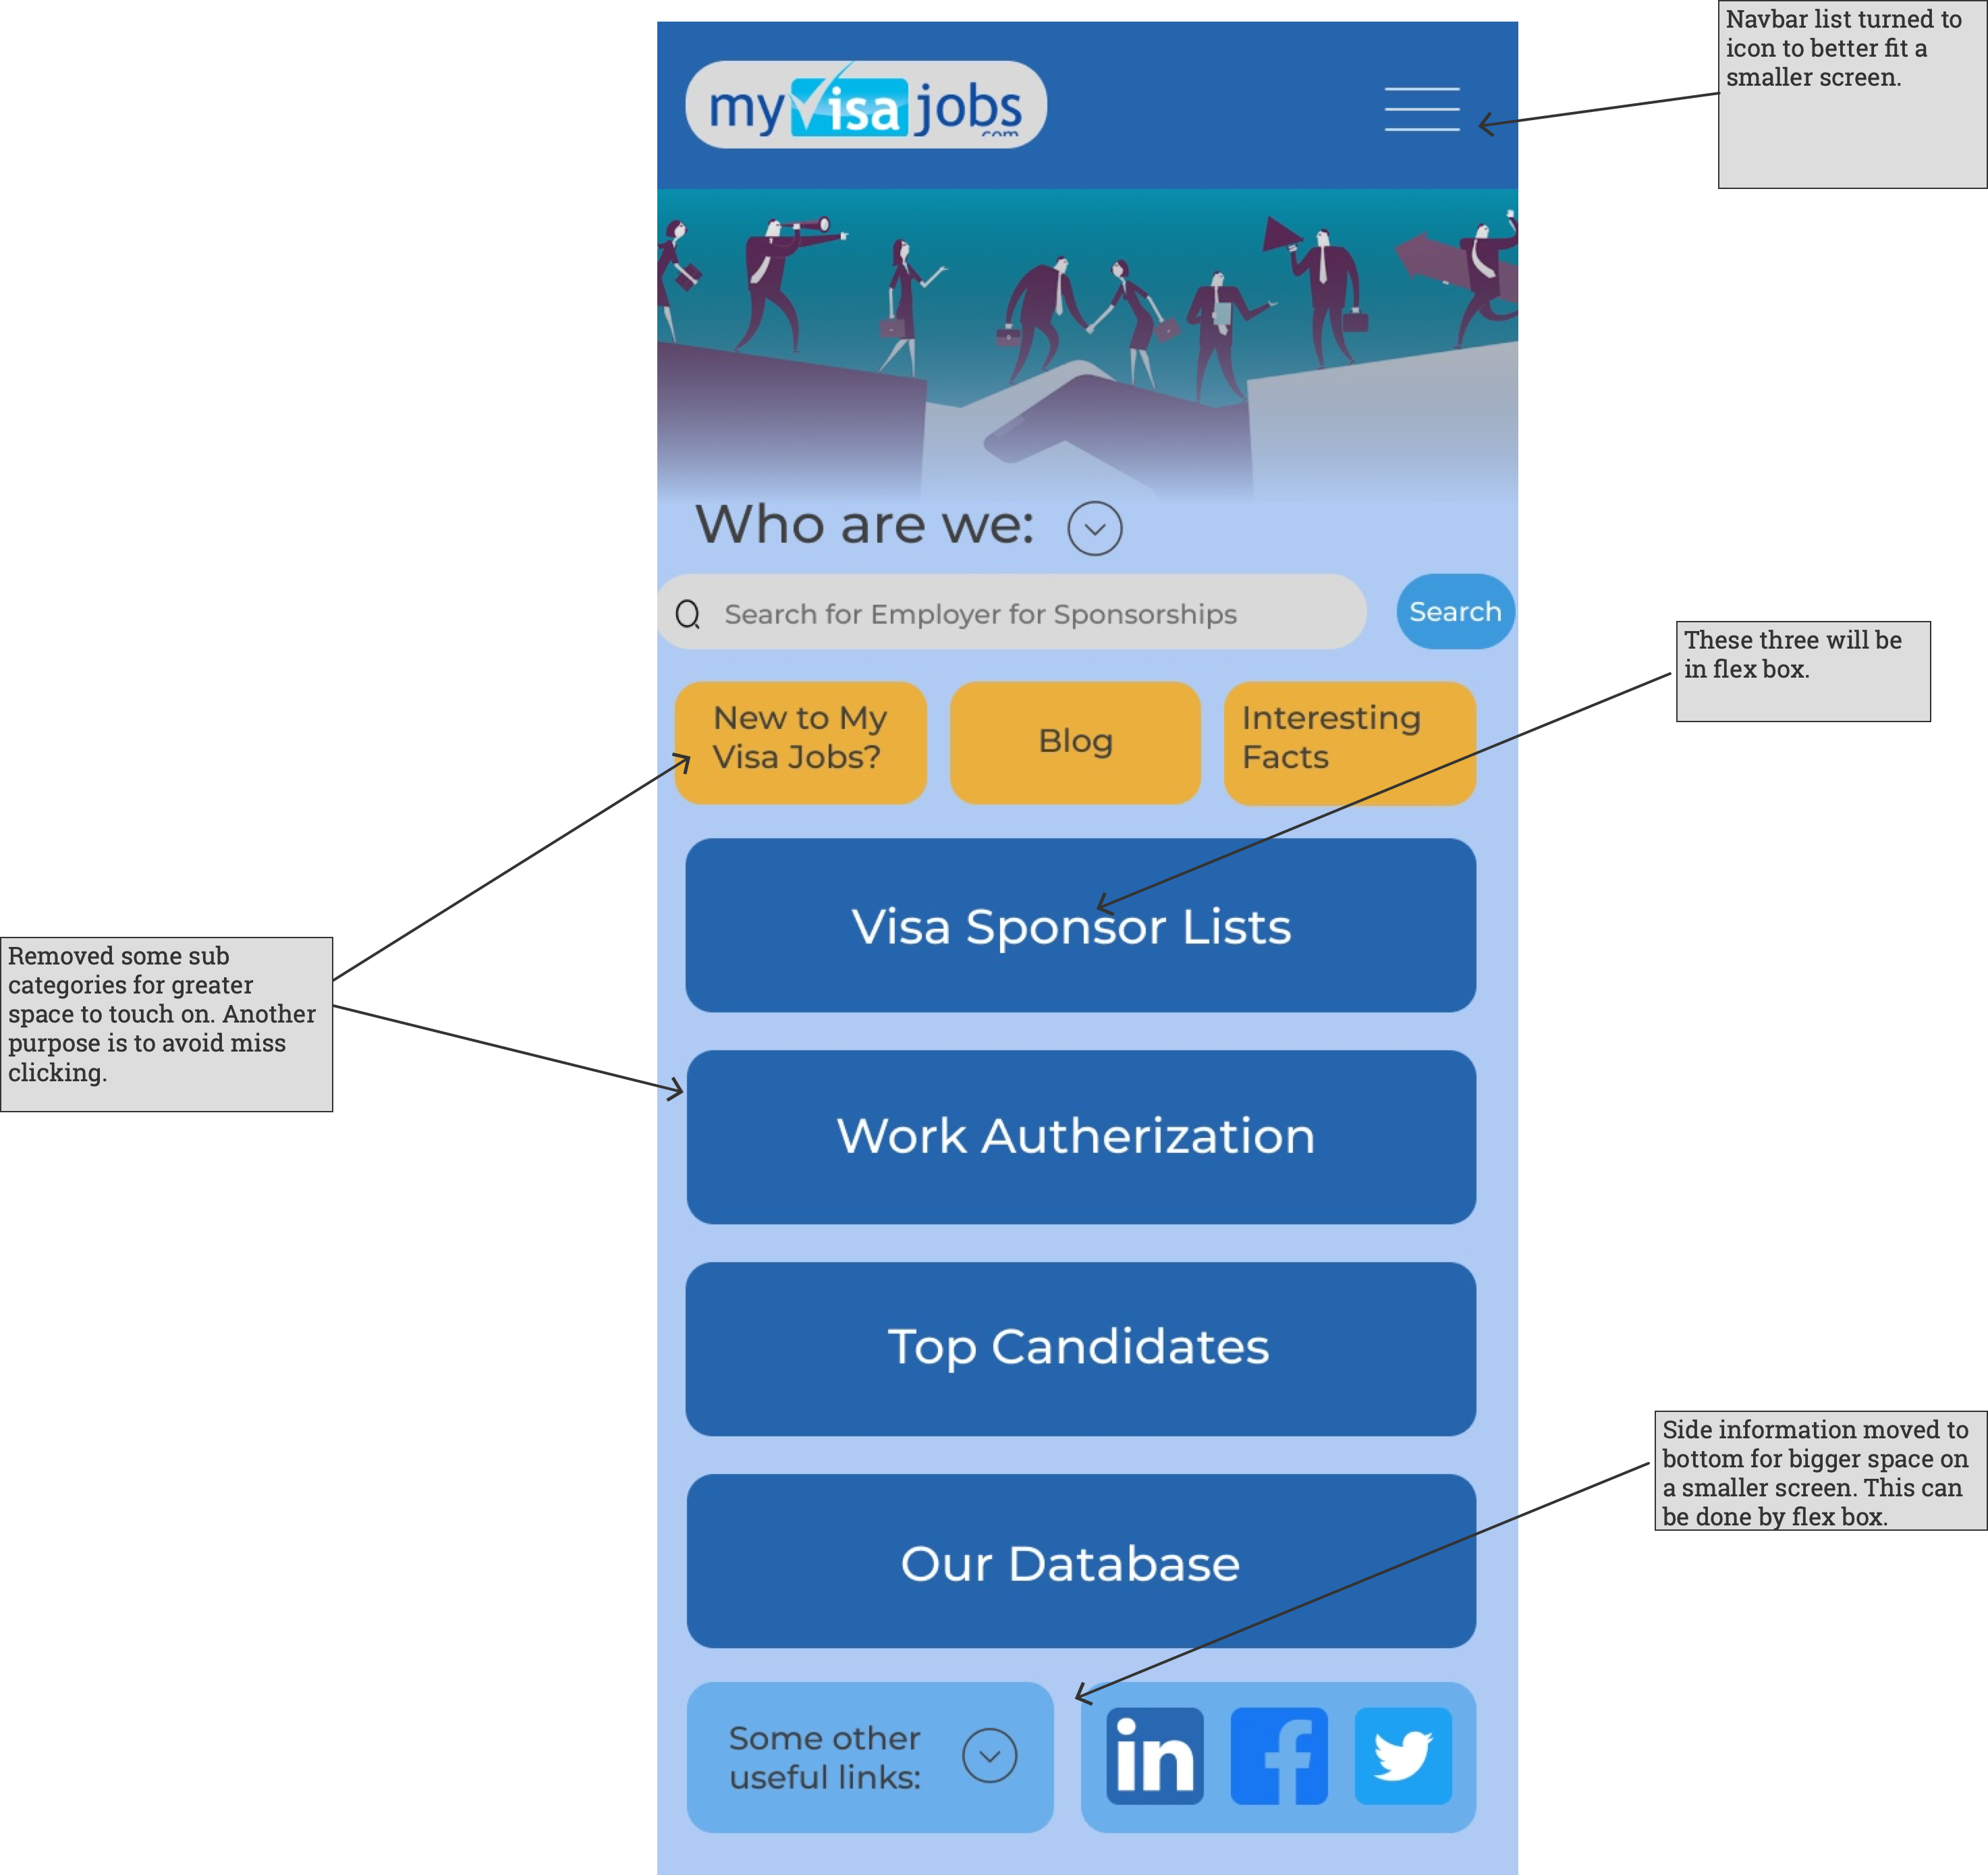 Navbar list turned to
icon to better fit a
smaller screen.
my visa jobs
.com
Who are we:
Search for Employer for Sponsorships
Search
These three will be
in flex box.
New to My
Visa Jobs?
Blog
Interesting
Facts
Visa Sponsor Lists
Removed some sub
categories for greater
space to touch on. Another
purpose is to avoid miss
clicking.
Work Autherization
Top Candidates
Side information moved to
bottom for bigger space on
a smaller screen. This can
be done by flex box.
Our Database
Some other
useful links:
in
f